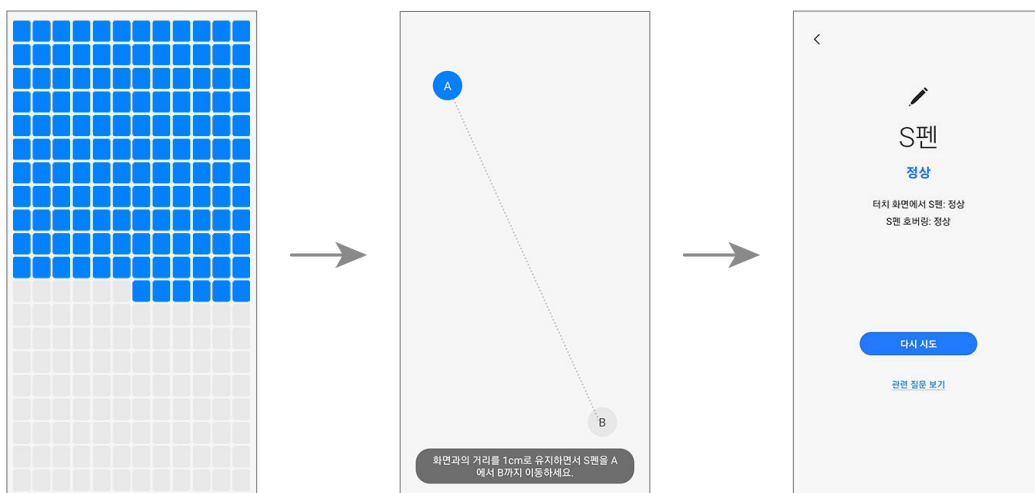 A
B
화면과의 거리를 1cm로 유지하면서 S펜을 A
에서 B까지 이동하세요.
S펜
정상
터치 화면에서 S펜: 정상
S펜 호버링: 정상
다시 시도
관련 질문 보기